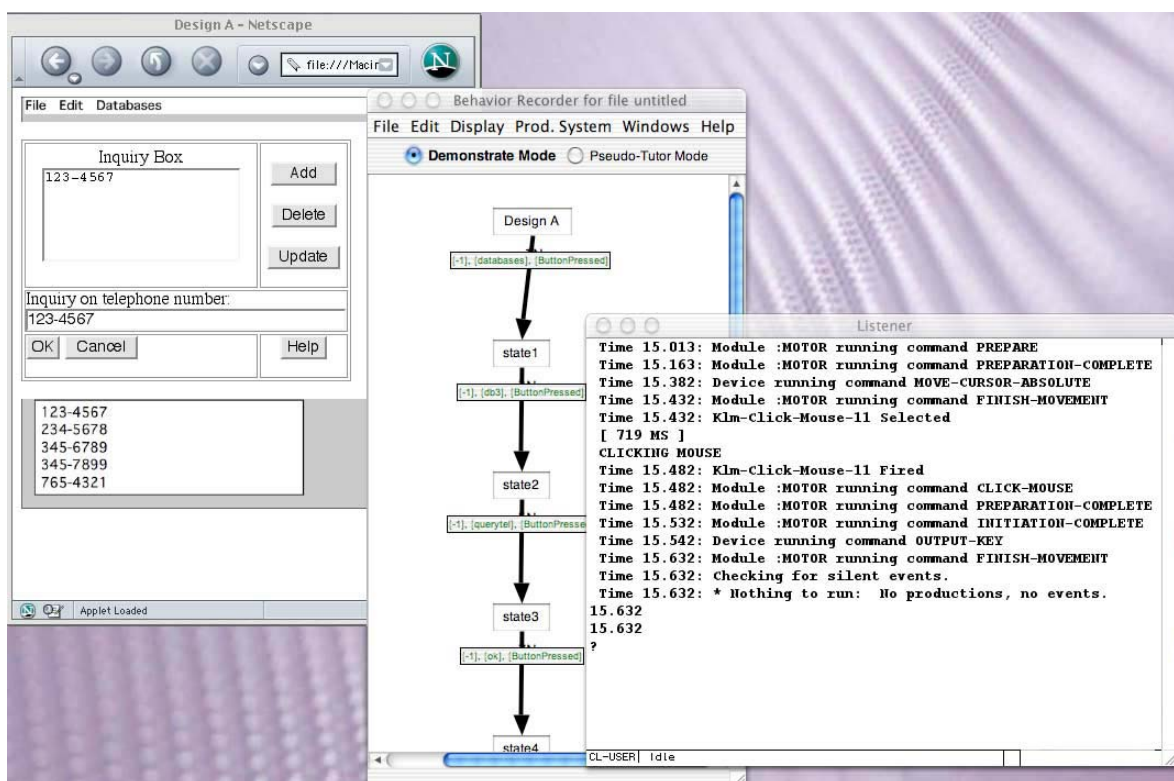 Design A - Netscape
file:///Macin
N
File Edit Databases
Inquiry Box
123-4567
Add
Delete
Update
Inquiry on telephone number:
123-4567
OK Cancel Help
123-4567
234-5678
345-6789
345-7899
765-4321
Applet Loaded
Behavior Recorder for file untitled
File Edit Display Prod. System Windows Help
Demonstrate Mode Pseudo-Tutor Mode
Design A
[-1], [databases], [ButtonPressed]
state1
[-1], [db3], [ButtonPressed]
state2
[-1], [querytel], [ButtonPresse
state3
[-1], [ok], [ButtonPressed]
state4
Listener
Time 15.013: Module :MOTOR running command PREPARE
Time 15.163: Module :MOTOR running command PREPARATION-COMPLETE
Time 15.382: Device running command MOVE-CURSOR-ABSOLUTE
Time 15.432: Module :MOTOR running command FINISH-MOVEMENT
Time 15.432: Klm-Click-Mouse-11 Selected
[ 719 MS ]
CLICKING MOUSE
Time 15.482: Klm-Click-Mouse-11 Fired
Time 15.482: Module :MOTOR running command CLICK-MOUSE
Time 15.482: Module :MOTOR running command PREPARATION-COMPLETE
Time 15.532: Module :MOTOR running command INITIATION-COMPLETE
Time 15.542: Device running command OUTPUT-KEY
Time 15.632: Module :MOTOR running command FINISH-MOVEMENT
Time 15.632: Checking for silent events.
Time 15.632: * Nothing to run: No productions, no events.
15.632
15.632
?
CL-USER| Idle